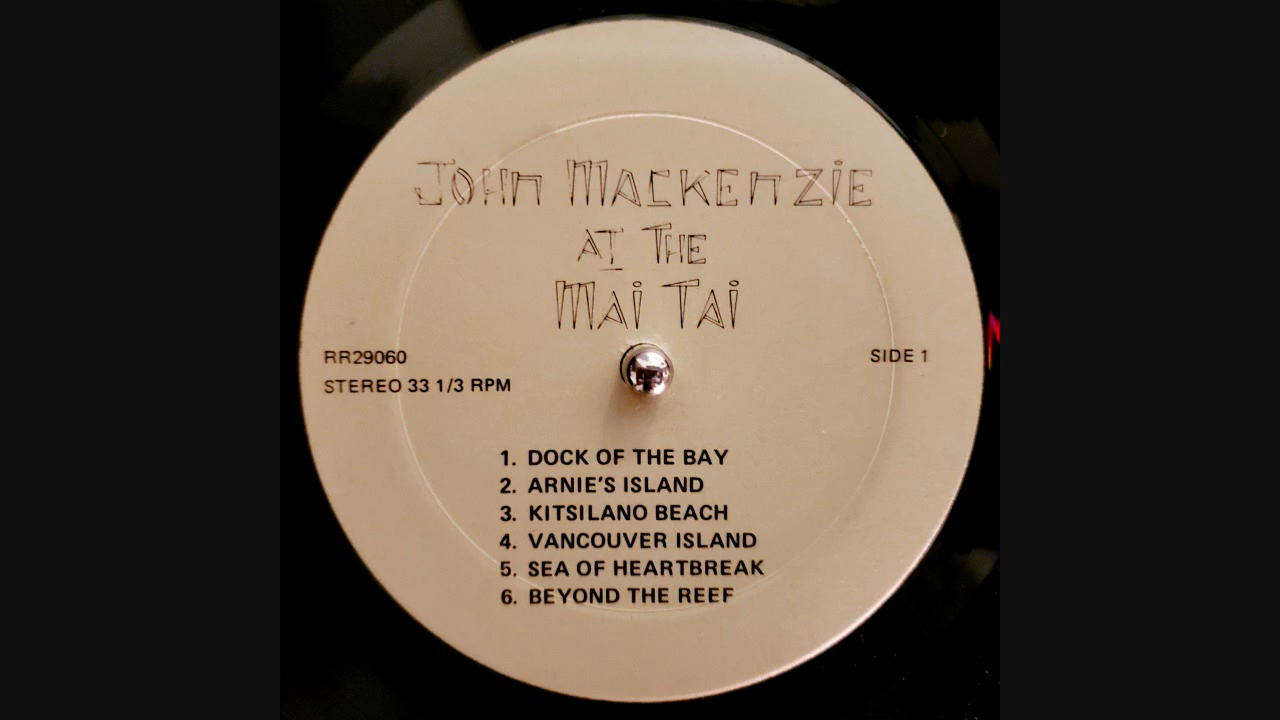 John Mackenzie
at the
Mai Tai
RR29060
SIDE 1
STEREO 33 1/3 RPM
1. DOCK OF THE BAY
2. ARNIE'S ISLAND
3. KITSILANO BEACH
4. VANCOUVER ISLAND
5. SEA OF HEARTBREAK
6. BEYOND THE REEF